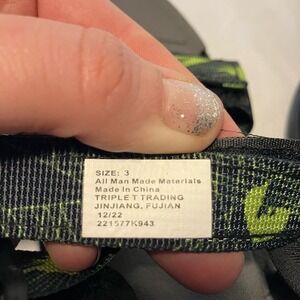 SIZE: 3
All Man Made Materials
Made In China
TRIPLE T TRADING
JINJIANG, FUJIAN
12/22
221577K943